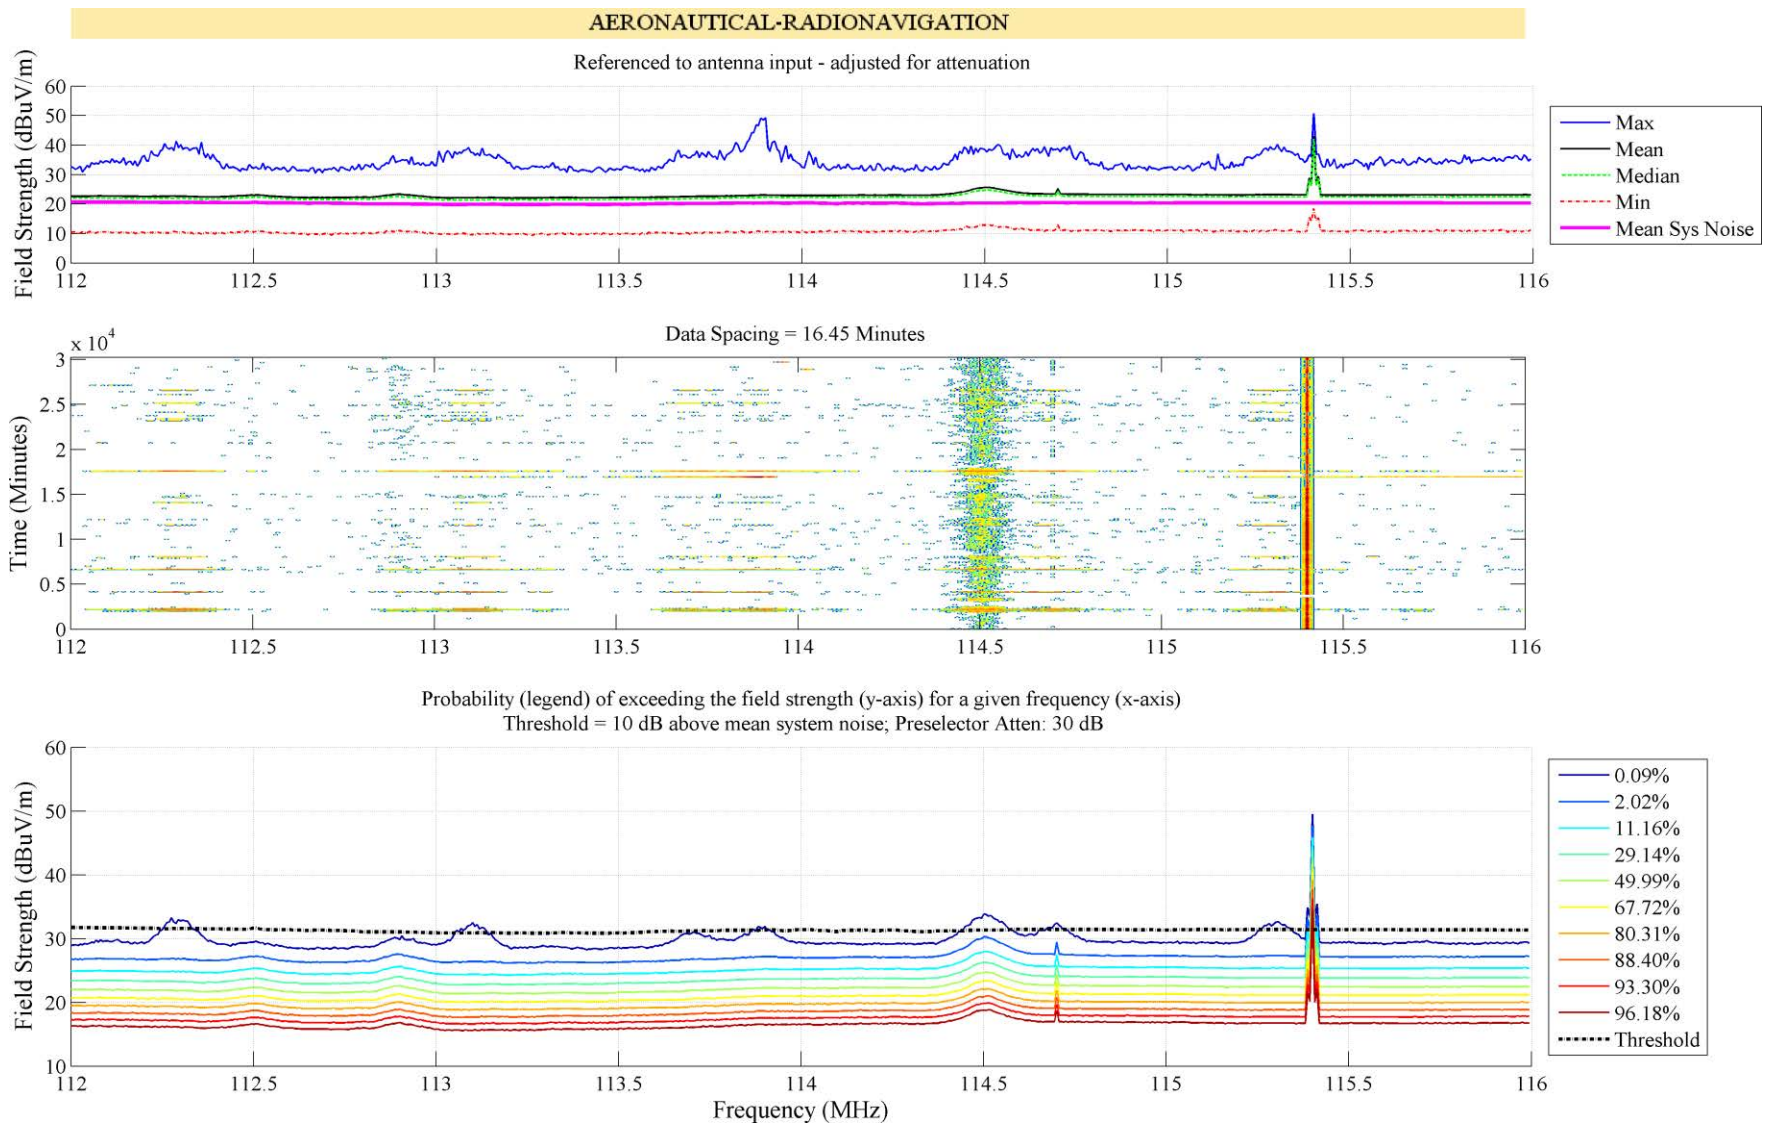 AERONAUTICAL-RADIONAVIGATION
Referenced to antenna input - adjusted for attenuation
Field Strength (dBuV/m)
60
50
40
30
20
10
0
112 112.5 113 113.5 114 114.5 115 115.5 116
Max
Mean
Median
Min
Mean Sys Noise
Data Spacing = 16.45 Minutes
x 10^4
Time (Minutes)
3
2.5
2
1.5
1
0.5
0
112 112.5 113 113.5 114 114.5 115 115.5 116
Probability (legend) of exceeding the field strength (y-axis) for a given frequency (x-axis)
Threshold = 10 dB above mean system noise; Preselector Atten: 30 dB
Field Strength (dBuV/m)
60
50
40
30
20
10
112 112.5 113 113.5 114 114.5 115 115.5 116
Frequency (MHz)
0.09%
2.02%
11.16%
29.14%
49.99%
67.72%
80.31%
88.40%
93.30%
96.18%
Threshold